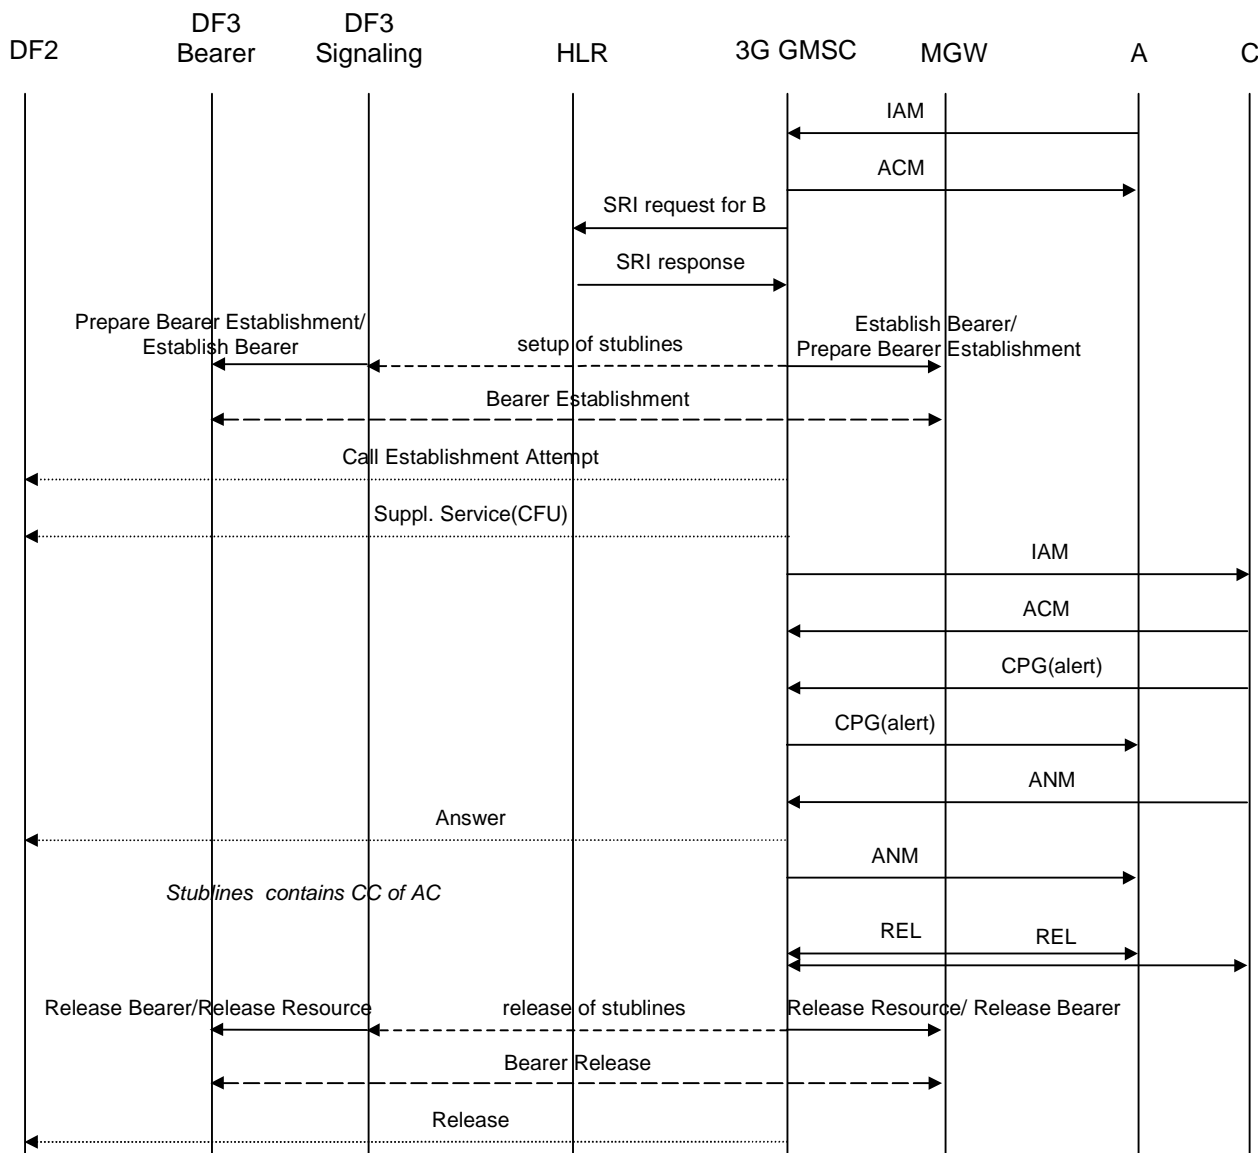 DF2
DF3
Bearer
DF3
Signaling
HLR
3G GMSC
MGW
A
C
IAM
ACM
SRI request for B
SRI response
Prepare Bearer Establishment/
Establish Bearer
setup of stublines
Establish Bearer/
Prepare Bearer Establishment
Bearer Establishment
Call Establishment Attempt
Suppl. Service(CFU)
IAM
ACM
CPG(alert)
CPG(alert)
ANM
Answer
ANM
Stublines contains CC of AC
REL
REL
Release Bearer/Release Resource
release of stublines
Release Resource/ Release Bearer
Bearer Release
Release